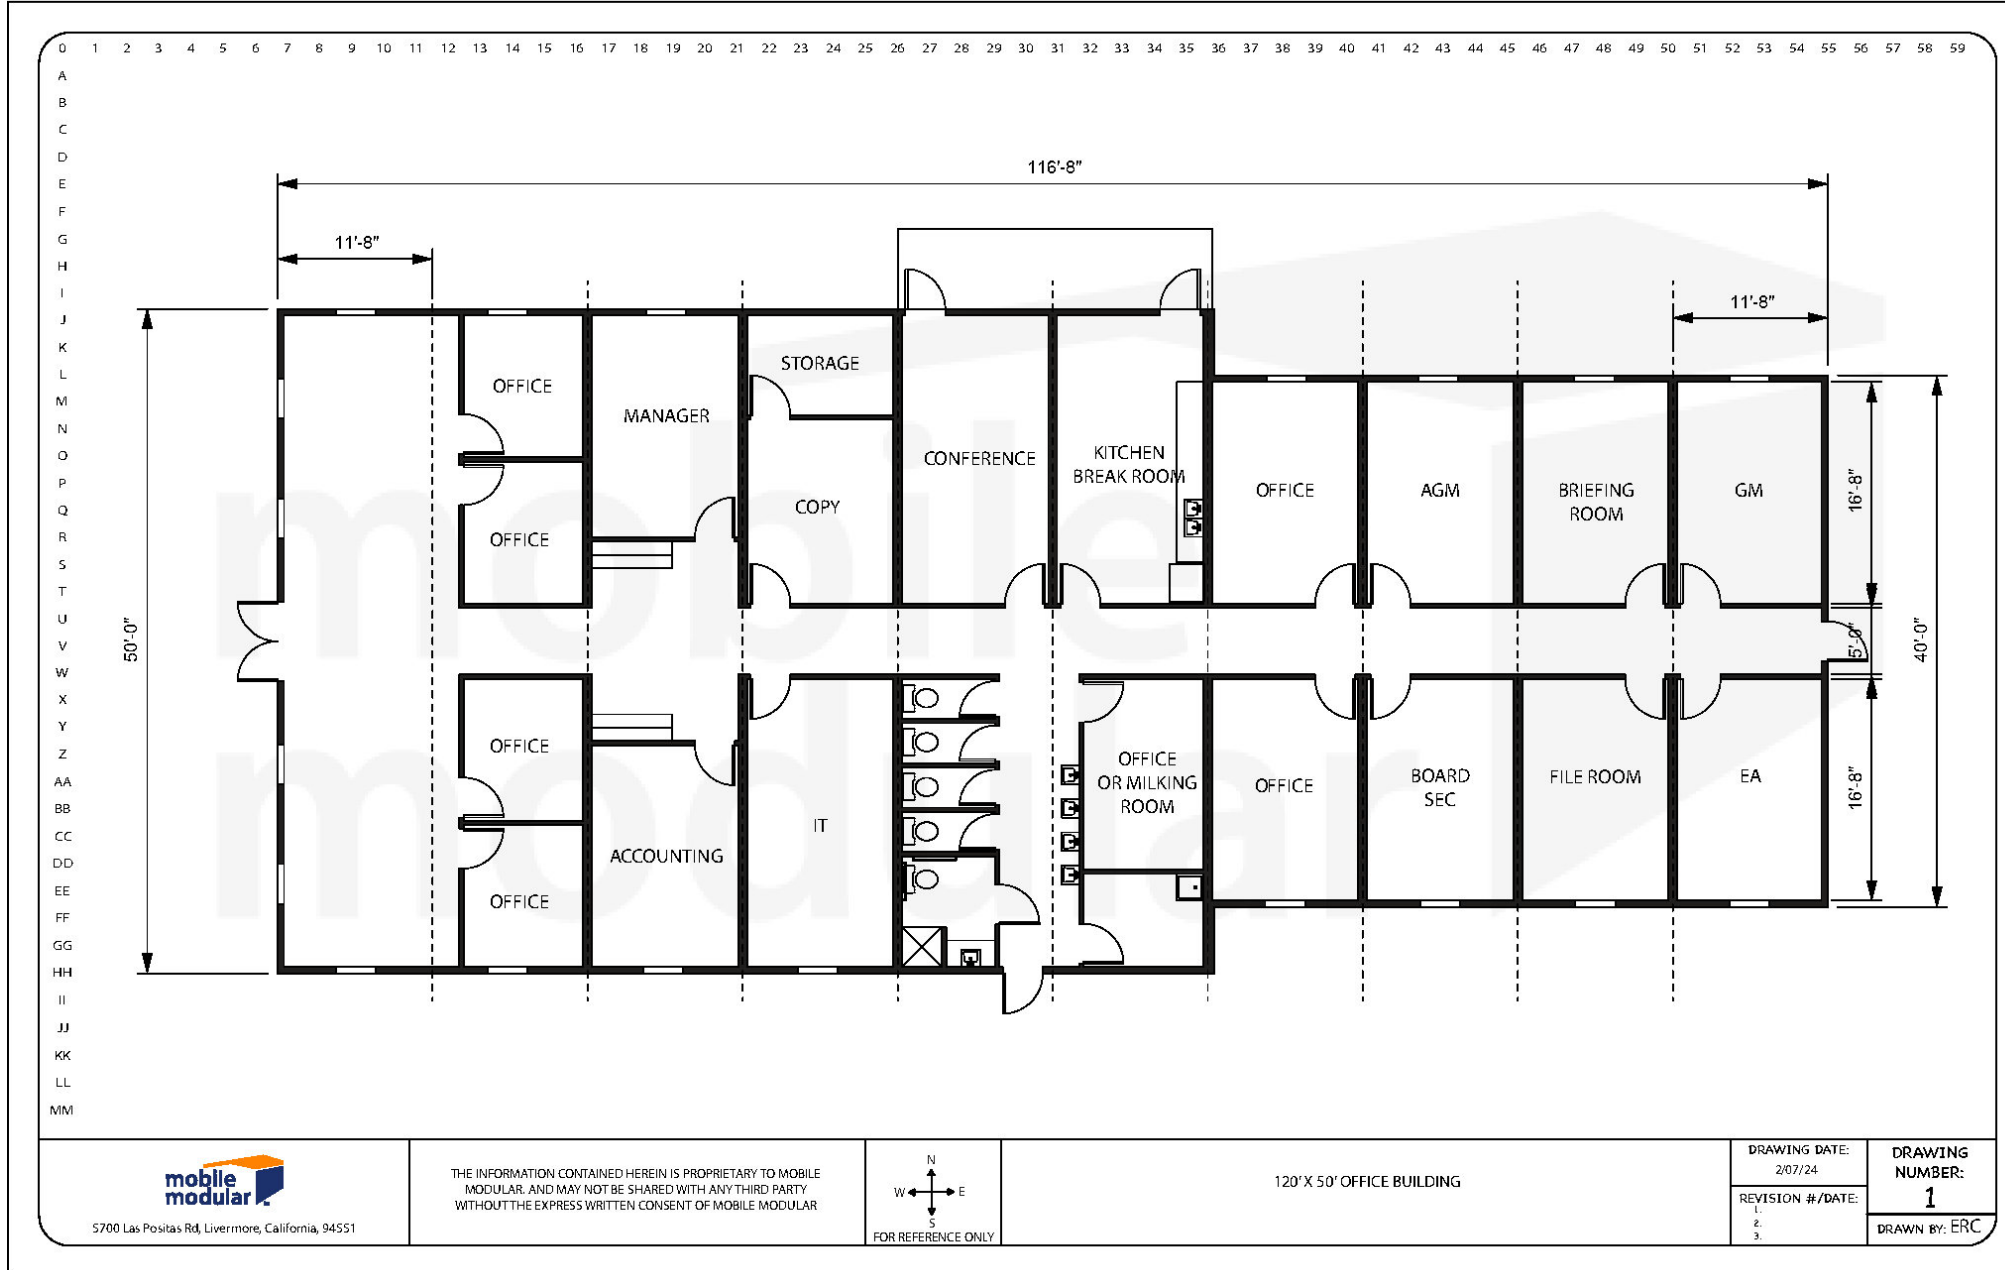 0 1 2 3 4 5 6 7 8 9 10 11 12 13 14 15 16 17 18 19 20 21 22 23 24 25 26 27 28 29 30 31 32 33 34 35 36 37 38 39 40 41 42 43 44 45 46 47 48 49 50 51 52 53 54 55 56 57 58 59
A
B
C
D
E
F
G
H
I
J
K
L
M
N
O
P
Q
R
S
T
U
V
W
X
Y
Z
AA
BB
CC
DD
EE
FF
GG
HH
II
JJ
KK
LL
MM
116'-8"
11'-8"
11'-8"
50'-0"
40'-0"
16'-8"
5'-0"
16'-8"
mobile
modular
OFFICE
OFFICE
MANAGER
STORAGE
COPY
CONFERENCE
KITCHEN
BREAK ROOM
OFFICE
AGM
BRIEFING
ROOM
GM
OFFICE
OFFICE
ACCOUNTING
IT
OFFICE
OR MILKING
ROOM
OFFICE
BOARD
SEC
FILE ROOM
EA
mobile
modular
5700 Las Positas Rd, Livermore, California, 94551
THE INFORMATION CONTAINED HEREIN IS PROPRIETARY TO MOBILE
MODULAR. AND MAY NOT BE SHARED WITH ANY THIRD PARTY
WITHOUT THE EXPRESS WRITTEN CONSENT OF MOBILE MODULAR
N
W E
S
FOR REFERENCE ONLY
120' X 50' OFFICE BUILDING
DRAWING DATE:
2/07/24
REVISION #/DATE:
1.
2.
3.
DRAWING
NUMBER:
1
DRAWN BY: ERC